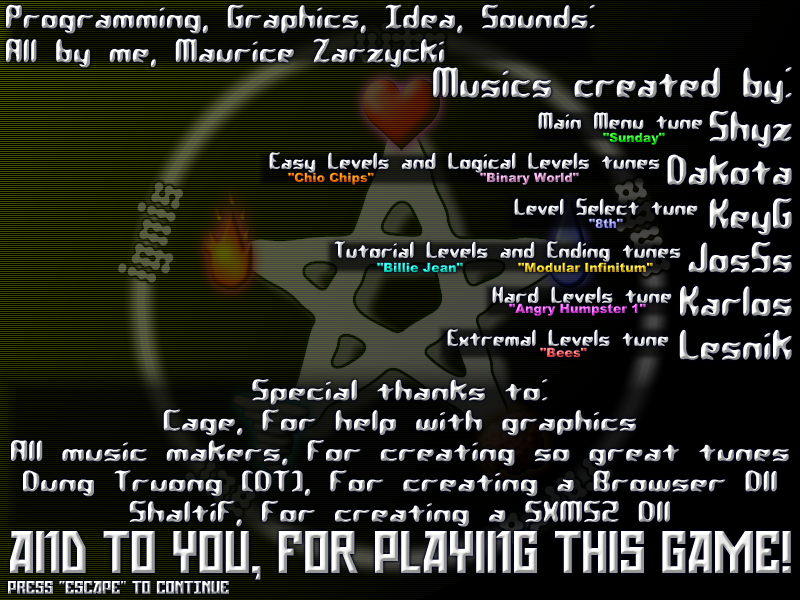 Programming, Graphics, Idea, Sounds:
All by me, Maurice Zarzycki
Musics created by:
Main Menu tune Shyz
"Sunday"
Easy Levels and Logical Levels tunes Dakota
"Chio Chips" "Binary World"
Level Select tune KeyG
"8th"
Tutorial Levels and Ending tunes JosSs
"Billie Jean" "Modular Infinitum"
Hard Levels tune Karlos
"Angry Humpster 1"
Extremal Levels tune Lesnik
"Bees"
Special thanks to:
Cage, For help with graphics
All music makers, For creating so great tunes
Dung Truong (DT), For creating a Browser Dll
Shaltif, For creating a SXMS2 Dll
AND TO YOU, FOR PLAYING THIS GAME!
PRESS "ESCAPE" TO CONTINUE